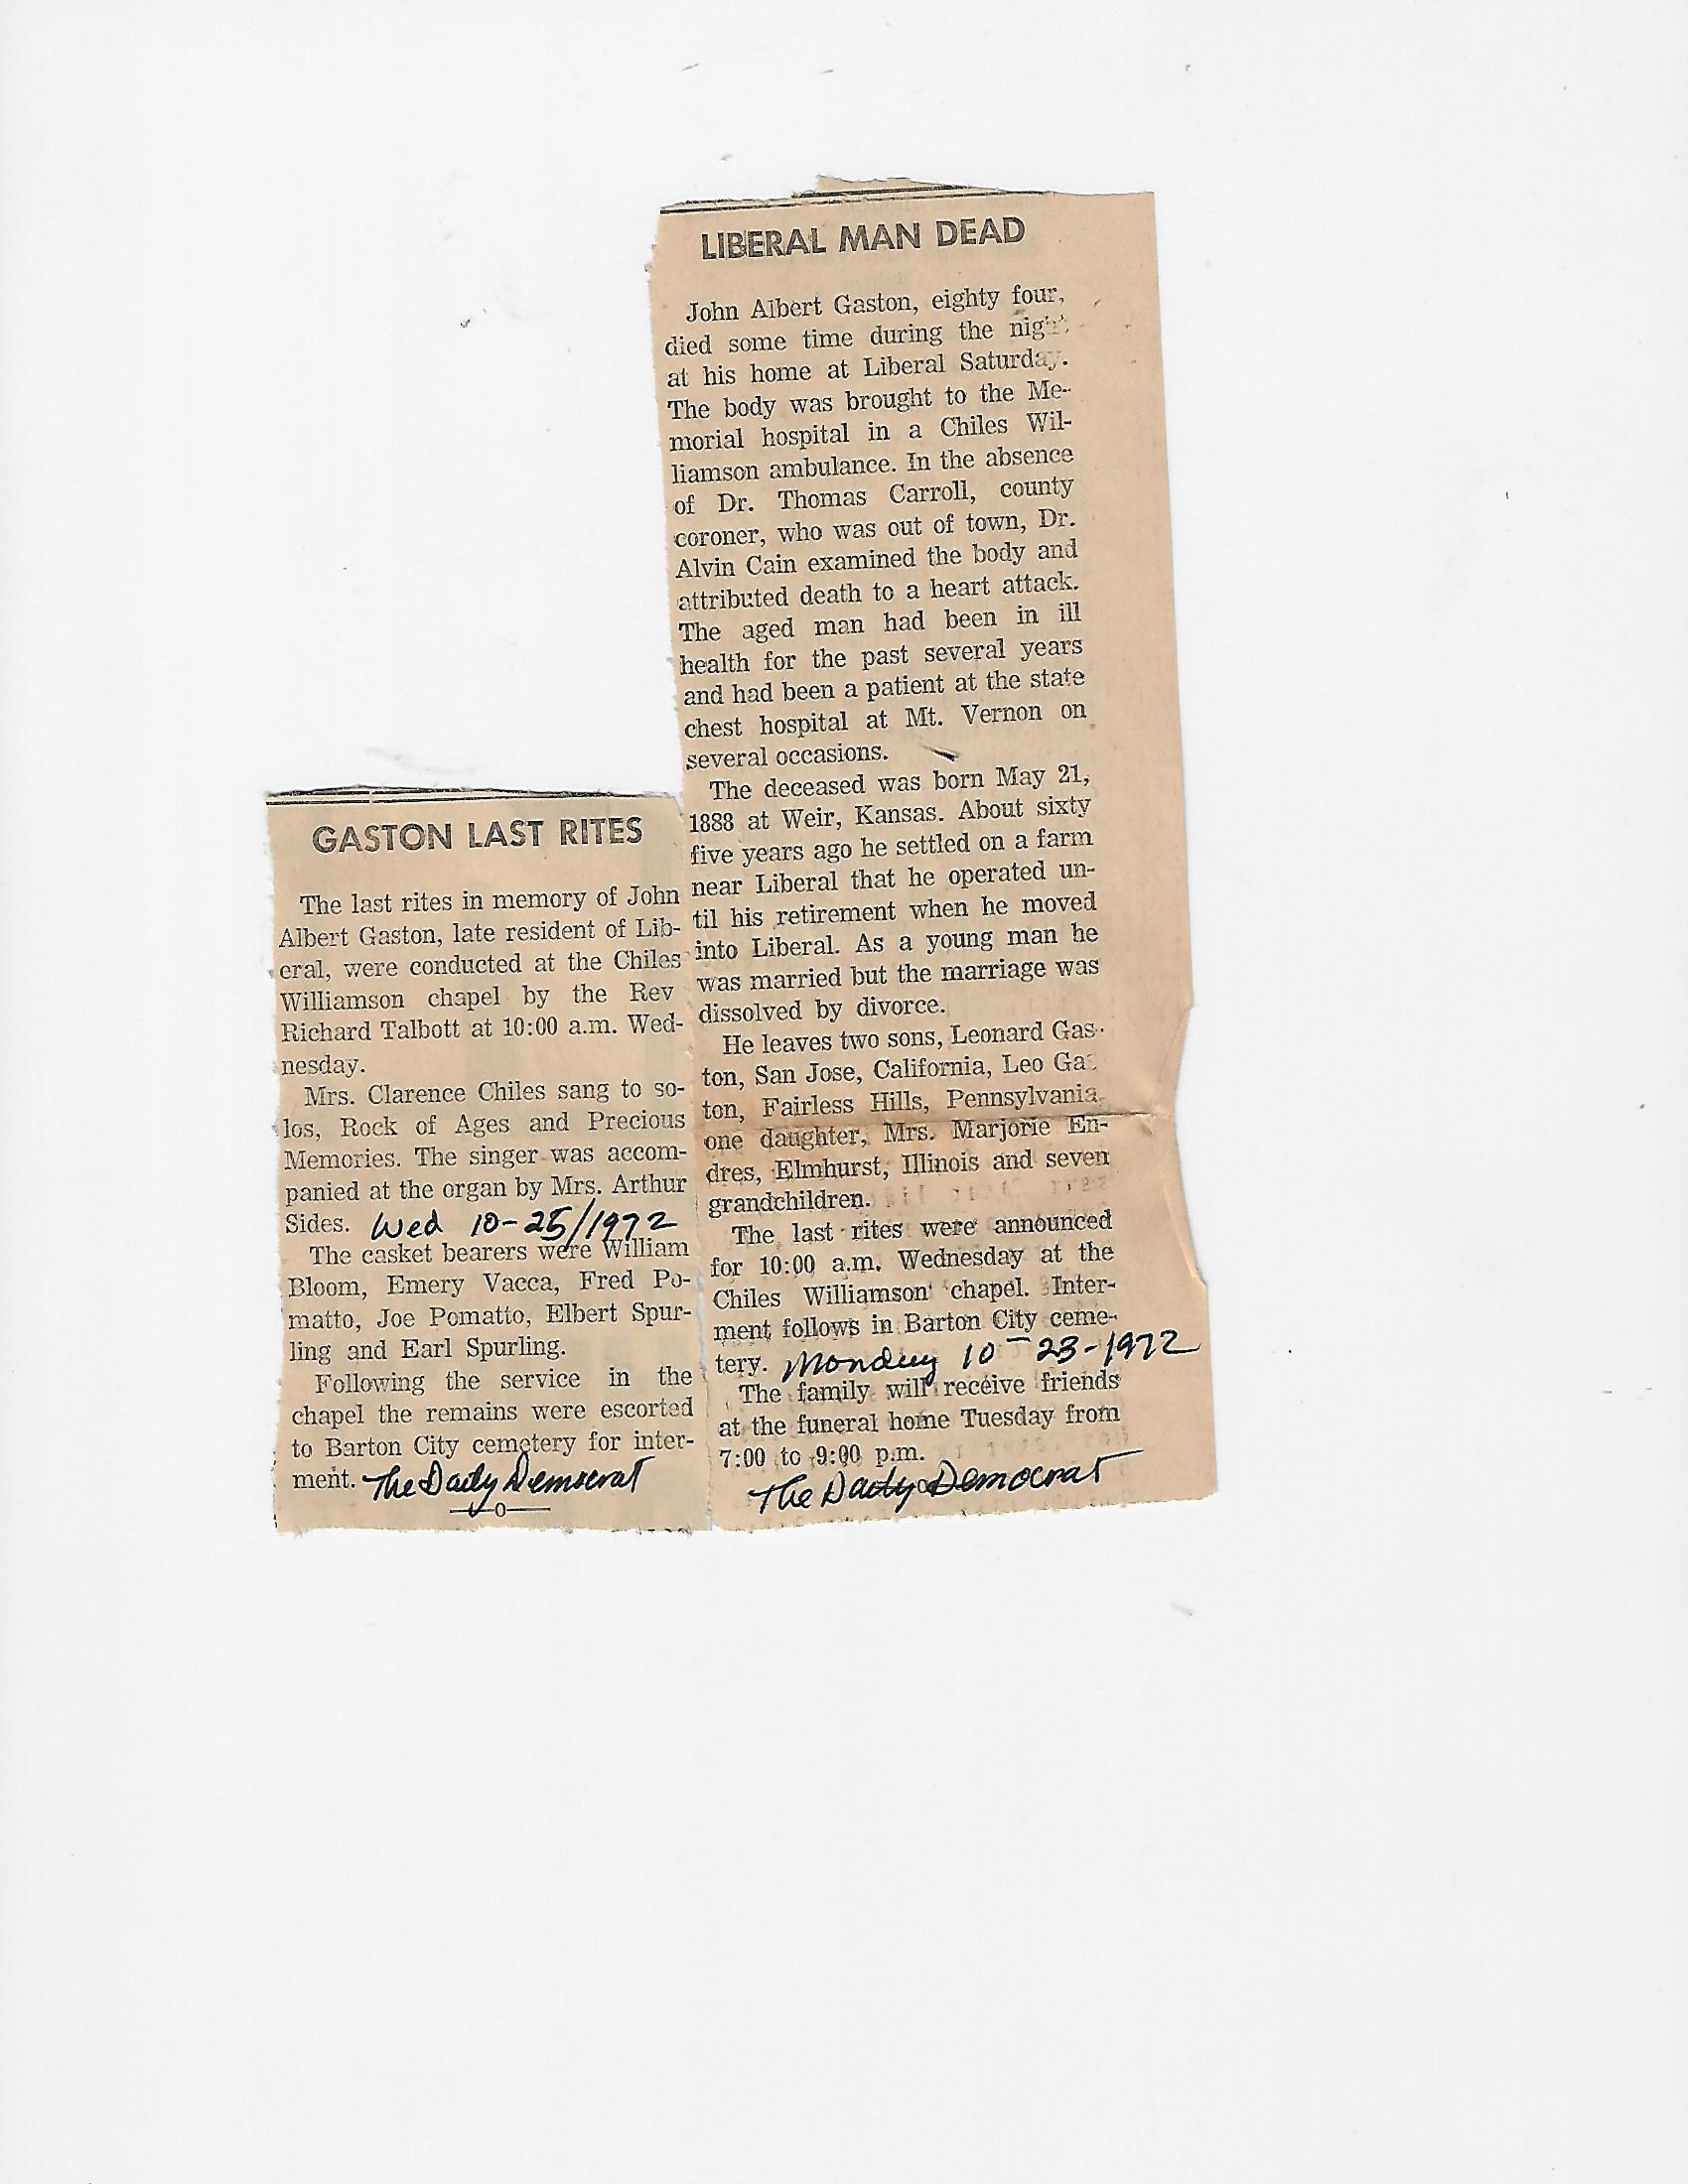 LIBERAL MAN DEAD
John Albert Gaston, eighty four,
died some time during the night
at his home at Liberal Saturday.
The body was brought to the Me-
morial hospital in a Chiles Wil-
liamson ambulance. In the absence
of Dr. Thomas Carroll, county
coroner, who was out of town, Dr.
Alvin Cain examined the body and
attributed death to a heart attack.
The aged man had been in ill
health for the past several years
and had been a patient at the state
chest hospital at Mt. Vernon on
several occasions.
The deceased was born May 21,
1888 at Weir, Kansas. About sixty
five years ago he settled on a farm
near Liberal that he operated un-
til his retirement when he moved
into Liberal. As a young man he
was married but the marriage was
dissolved by divorce.
He leaves two sons, Leonard Gas-
ton, San Jose, California, Leo Gas-
ton, Fairless Hills, Pennsylvania,
one daughter, Mrs. Marjorie En-
dres, Elmhurst, Illinois and seven
grandchildren.
The last rites were announced
for 10:00 a.m. Wednesday at the
Chiles Williamson chapel. Inter-
ment follows in Barton City ceme-
tery. Monday 10-23-1972
The family will receive friends
at the funeral home Tuesday from
7:00 to 9:00 p.m.
The Daily Democrat
GASTON LAST RITES
The last rites in memory of John
Albert Gaston, late resident of Lib-
eral, were conducted at the Chiles
Williamson chapel by the Rev
Richard Talbott at 10:00 a.m. Wed-
nesday.
Mrs. Clarence Chiles sang to so-
los, Rock of Ages and Precious
Memories. The singer was accom-
panied at the organ by Mrs. Arthur
Sides. Wed 10-25/1972
The casket bearers were William
Bloom, Emery Vacca, Fred Po-
matto, Joe Pomatto, Elbert Spur-
ling and Earl Spurling.
Following the service in the
chapel the remains were escorted
to Barton City cemetery for inter-
ment. The Daily Democrat
—o—